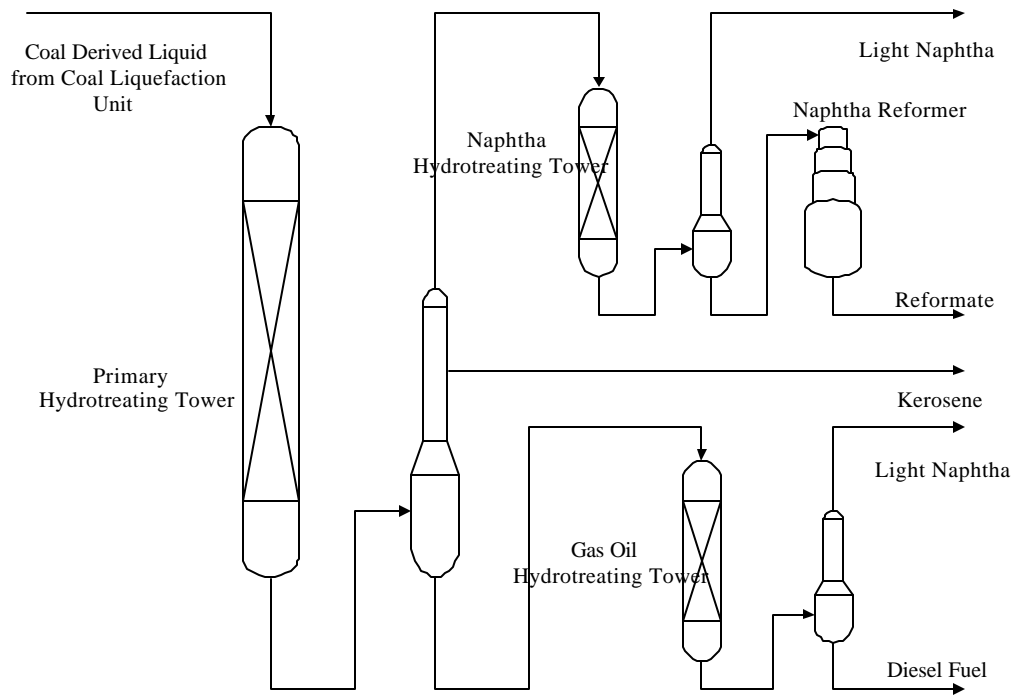 Coal Derived Liquid
from Coal Liquefaction
Unit
Light Naphtha
Naphtha Reformer
Naphtha
Hydrotreating Tower
Reformate
Primary
Hydrotreating Tower
Kerosene
Light Naphtha
Gas Oil
Hydrotreating Tower
Diesel Fuel